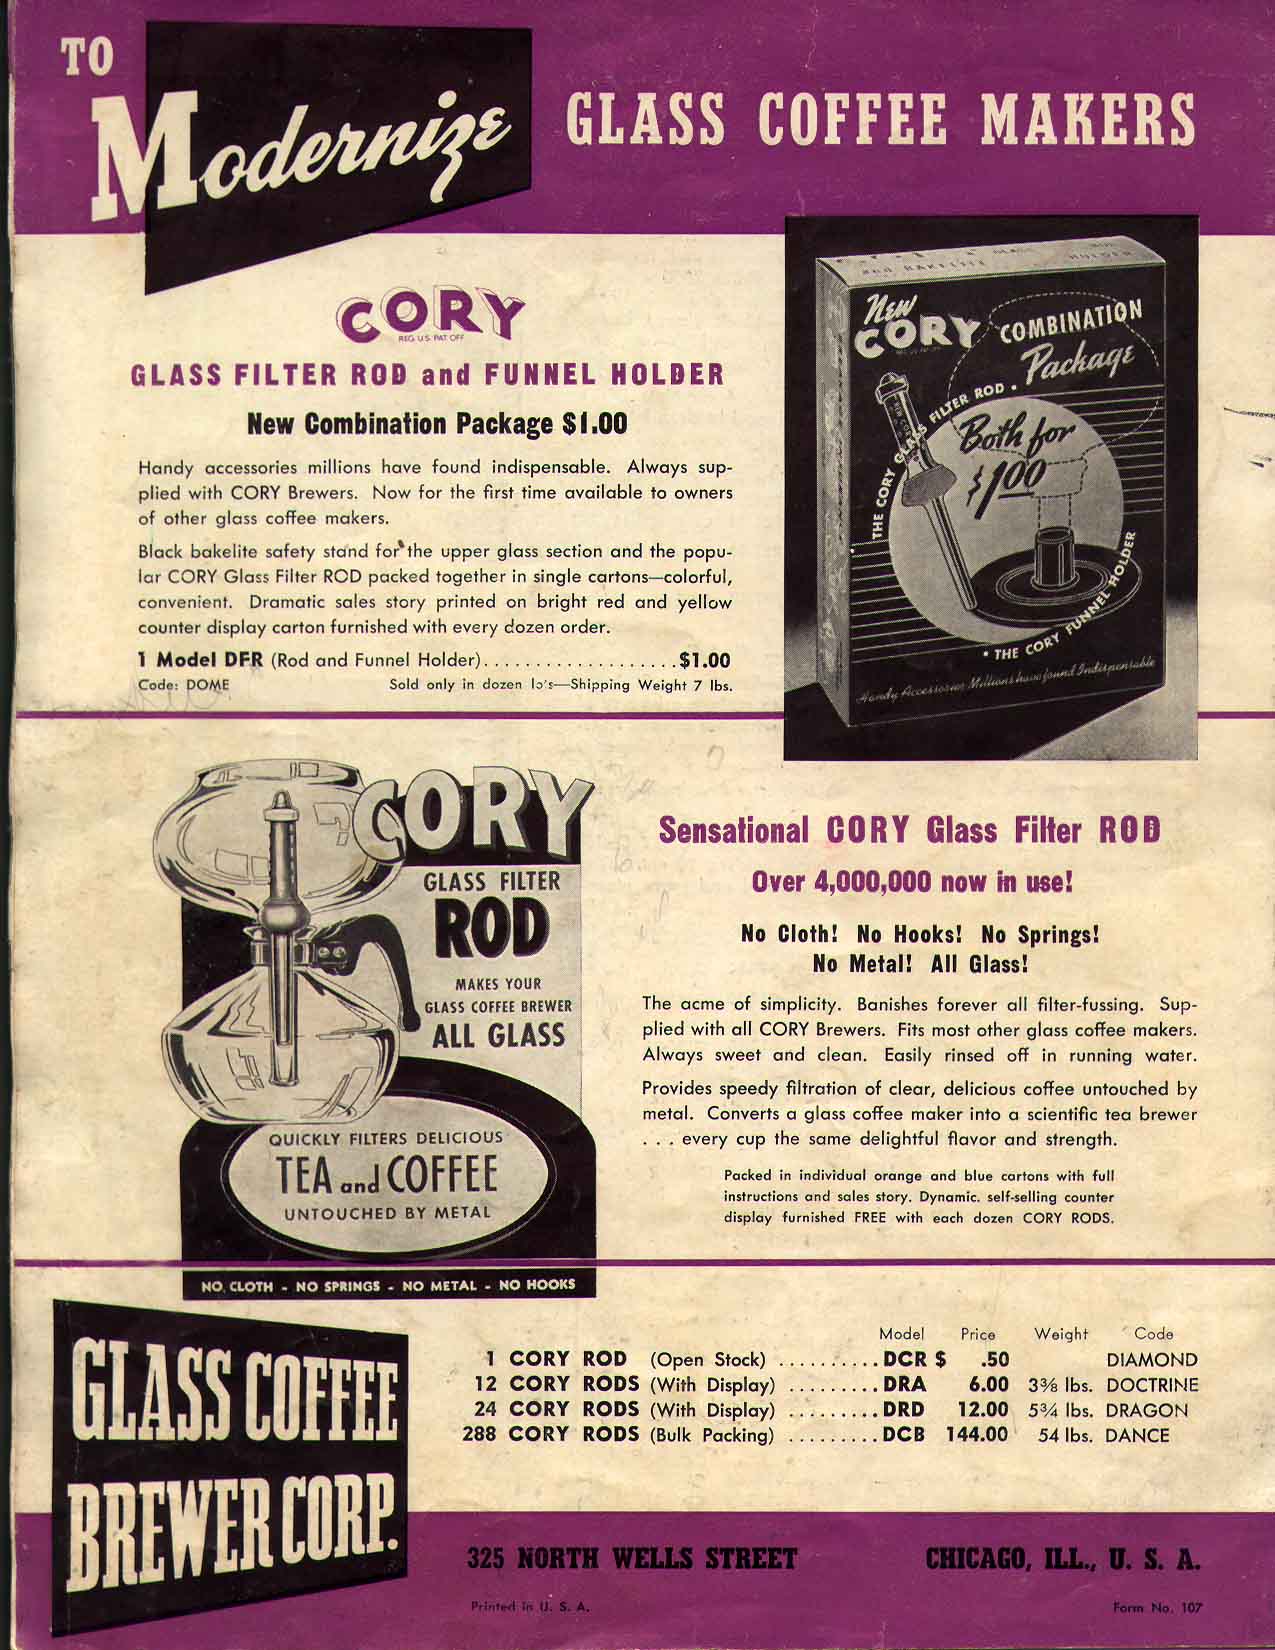 TO
Modernize
GLASS COFFEE MAKERS
CORY
REG. U.S. PAT. OFF.
GLASS FILTER ROD and FUNNEL HOLDER
New Combination Package $1.00
Handy accessories millions have found indispensable. Always sup-
plied with CORY Brewers. Now for the first time available to owners
of other glass coffee makers.
Black bakelite safety stand for the upper glass section and the popu-
lar CORY Glass Filter ROD packed together in single cartons—colorful,
convenient. Dramatic sales story printed on bright red and yellow
counter display carton furnished with every dozen order.
1 Model DFR (Rod and Funnel Holder)...................$1.00
Code: DOME Sold only in dozen lo's—Shipping Weight 7 lbs.
HOLDER
New
CORY
COMBINATION
Package
THE CORY GLASS FILTER ROD •
Both for
$1.00
• THE CORY FUNNEL HOLDER
Handy Accessories Millions have found Indispensable
CORY
GLASS FILTER
ROD
MAKES YOUR
GLASS COFFEE BREWER
ALL GLASS
QUICKLY FILTERS DELICIOUS
TEA and COFFEE
UNTOUCHED BY METAL
NO CLOTH - NO SPRINGS - NO METAL - NO HOOKS
Sensational CORY Glass Filter ROD
Over 4,000,000 now in use!
No Cloth! No Hooks! No Springs!
No Metal! All Glass!
The acme of simplicity. Banishes forever all filter-fussing. Sup-
plied with all CORY Brewers. Fits most other glass coffee makers.
Always sweet and clean. Easily rinsed off in running water.
Provides speedy filtration of clear, delicious coffee untouched by
metal. Converts a glass coffee maker into a scientific tea brewer
. . . every cup the same delightful flavor and strength.
Packed in individual orange and blue cartons with full
instructions and sales story. Dynamic, self-selling counter
display furnished FREE with each dozen CORY RODS.
Model Price Weight Code
1 CORY ROD (Open Stock) ..........DCR $ .50 DIAMOND
12 CORY RODS (With Display) .........DRA 6.00 3⅜ lbs. DOCTRINE
24 CORY RODS (With Display) .........DRD 12.00 5¾ lbs. DRAGON
288 CORY RODS (Bulk Packing) .........DCB 144.00 54 lbs. DANCE
GLASS COFFEE
BREWER CORP.
325 NORTH WELLS STREET CHICAGO, ILL., U. S. A.
Printed in U. S. A. Form No. 107